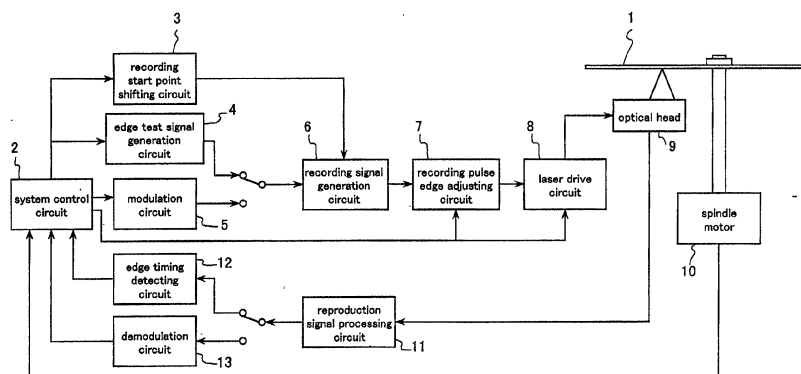 3
recording
start point
shifting circuit
4
edge test signal
generation
circuit
2
system control
circuit
modulation
circuit
5
6
recording signal
generation
circuit
7
recording pulse
edge adjusting
circuit
8
laser drive
circuit
1
optical head
9
spindle
motor
10
12
edge timing
detecting
circuit
demodulation
circuit
13
reproduction
signal processing
circuit
11